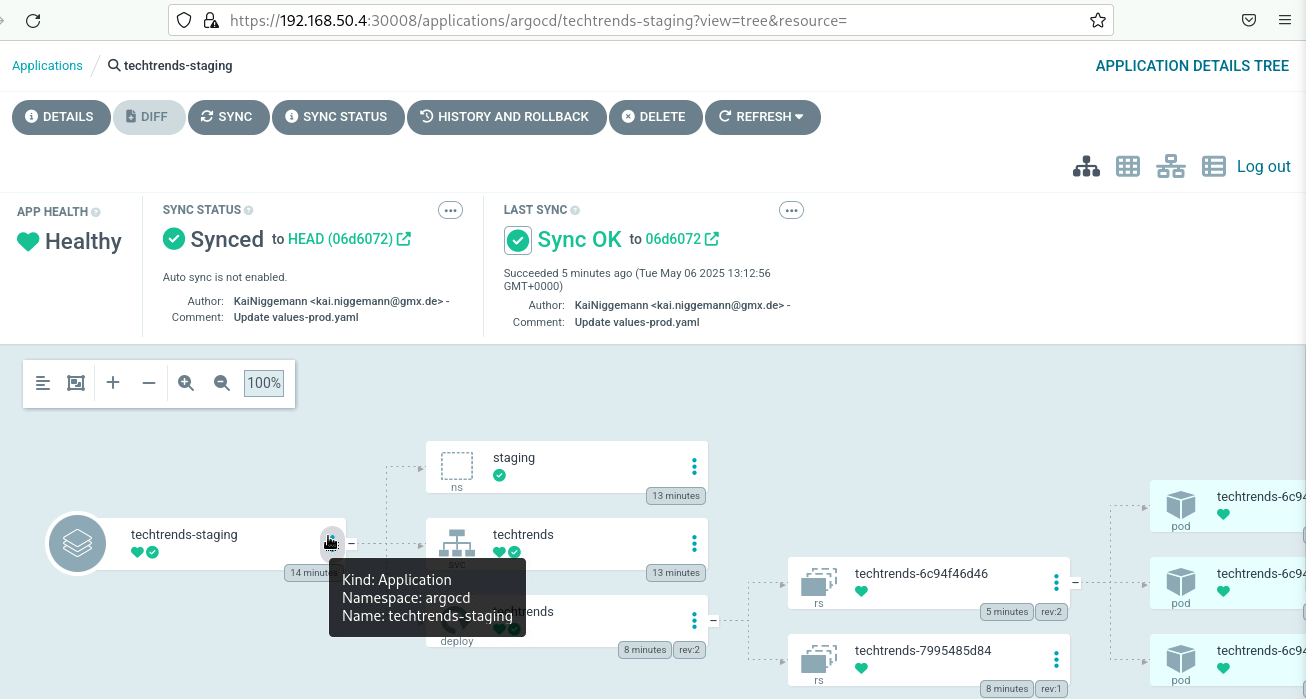 https://192.168.50.4:30008/applications/argocd/techtrends-staging?view=tree&resource=
Applications / techtrends-staging
APPLICATION DETAILS TREE
DETAILS DIFF SYNC SYNC STATUS HISTORY AND ROLLBACK DELETE REFRESH
Log out
APP HEALTH
Healthy
SYNC STATUS
Synced to HEAD (06d6072)
Auto sync is not enabled.
Author: KaiNiggemann <kai.niggemann@gmx.de> -
Comment: Update values-prod.yaml
LAST SYNC
Sync OK to 06d6072
Succeeded 5 minutes ago (Tue May 06 2025 13:12:56
GMT+0000)
Author: KaiNiggemann <kai.niggemann@gmx.de> -
Comment: Update values-prod.yaml
100%
techtrends-staging
14 minutes
Kind: Application
Namespace: argocd
Name: techtrends-staging
staging
ns
13 minutes
techtrends
svc
13 minutes
techtrends
deploy
8 minutes rev:2
techtrends-6c94f46d46
rs
5 minutes rev:2
techtrends-7995485d84
rs
8 minutes rev:1
techtrends-6c94
pod
techtrends-6c94
pod
techtrends-6c94
pod